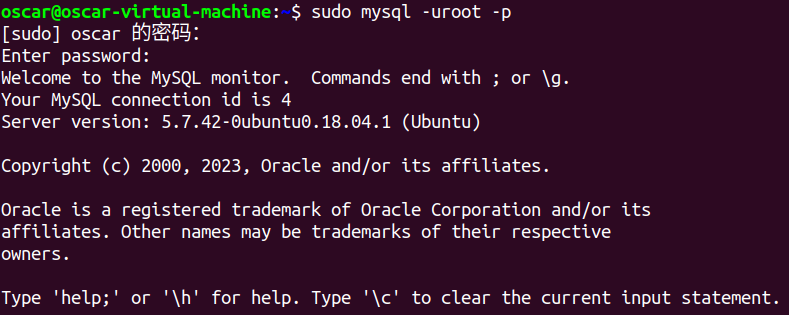 oscar@oscar-virtual-machine:~$ sudo mysql -uroot -p
[sudo] oscar 的密码:
Enter password:
Welcome to the MySQL monitor.  Commands end with ; or \g.
Your MySQL connection id is 4
Server version: 5.7.42-0ubuntu0.18.04.1 (Ubuntu)

Copyright (c) 2000, 2023, Oracle and/or its affiliates.

Oracle is a registered trademark of Oracle Corporation and/or its
affiliates. Other names may be trademarks of their respective
owners.

Type 'help;' or '\h' for help. Type '\c' to clear the current input statement.